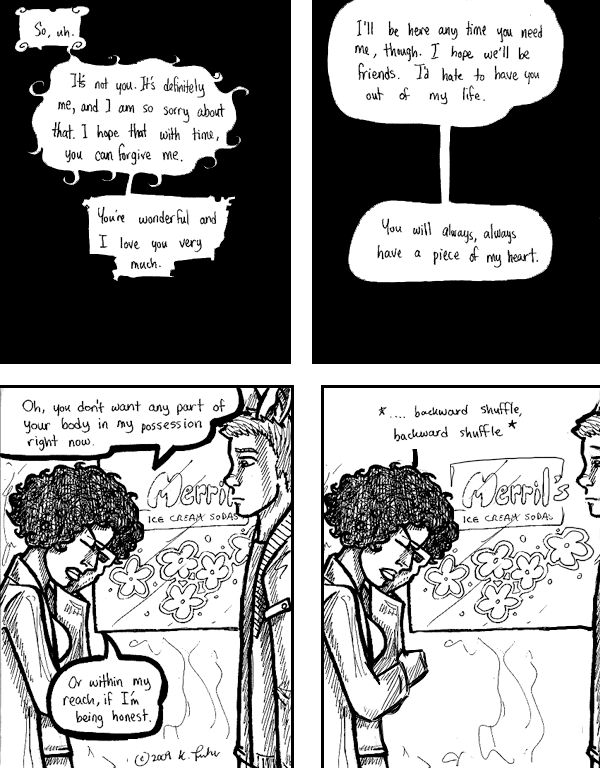 So, uh.
It's not you. It's definitely
me, and I am so sorry about
that. I hope that with time,
you can forgive me.
You're wonderful and
I love you very
much.
I'll be here any time you need
me, though. I hope we'll be
friends. I'd hate to have you
out of my life.
You will always, always
have a piece of my heart.
Oh, you don't want any part of
your body in my possession
right now.
Merril
ICE CREAM SODAS
Or within my
reach, if I'm
being honest.
(c) 2009 K.
*.... backward shuffle,
backward shuffle*
Merril's
ICE CREAM SODAS